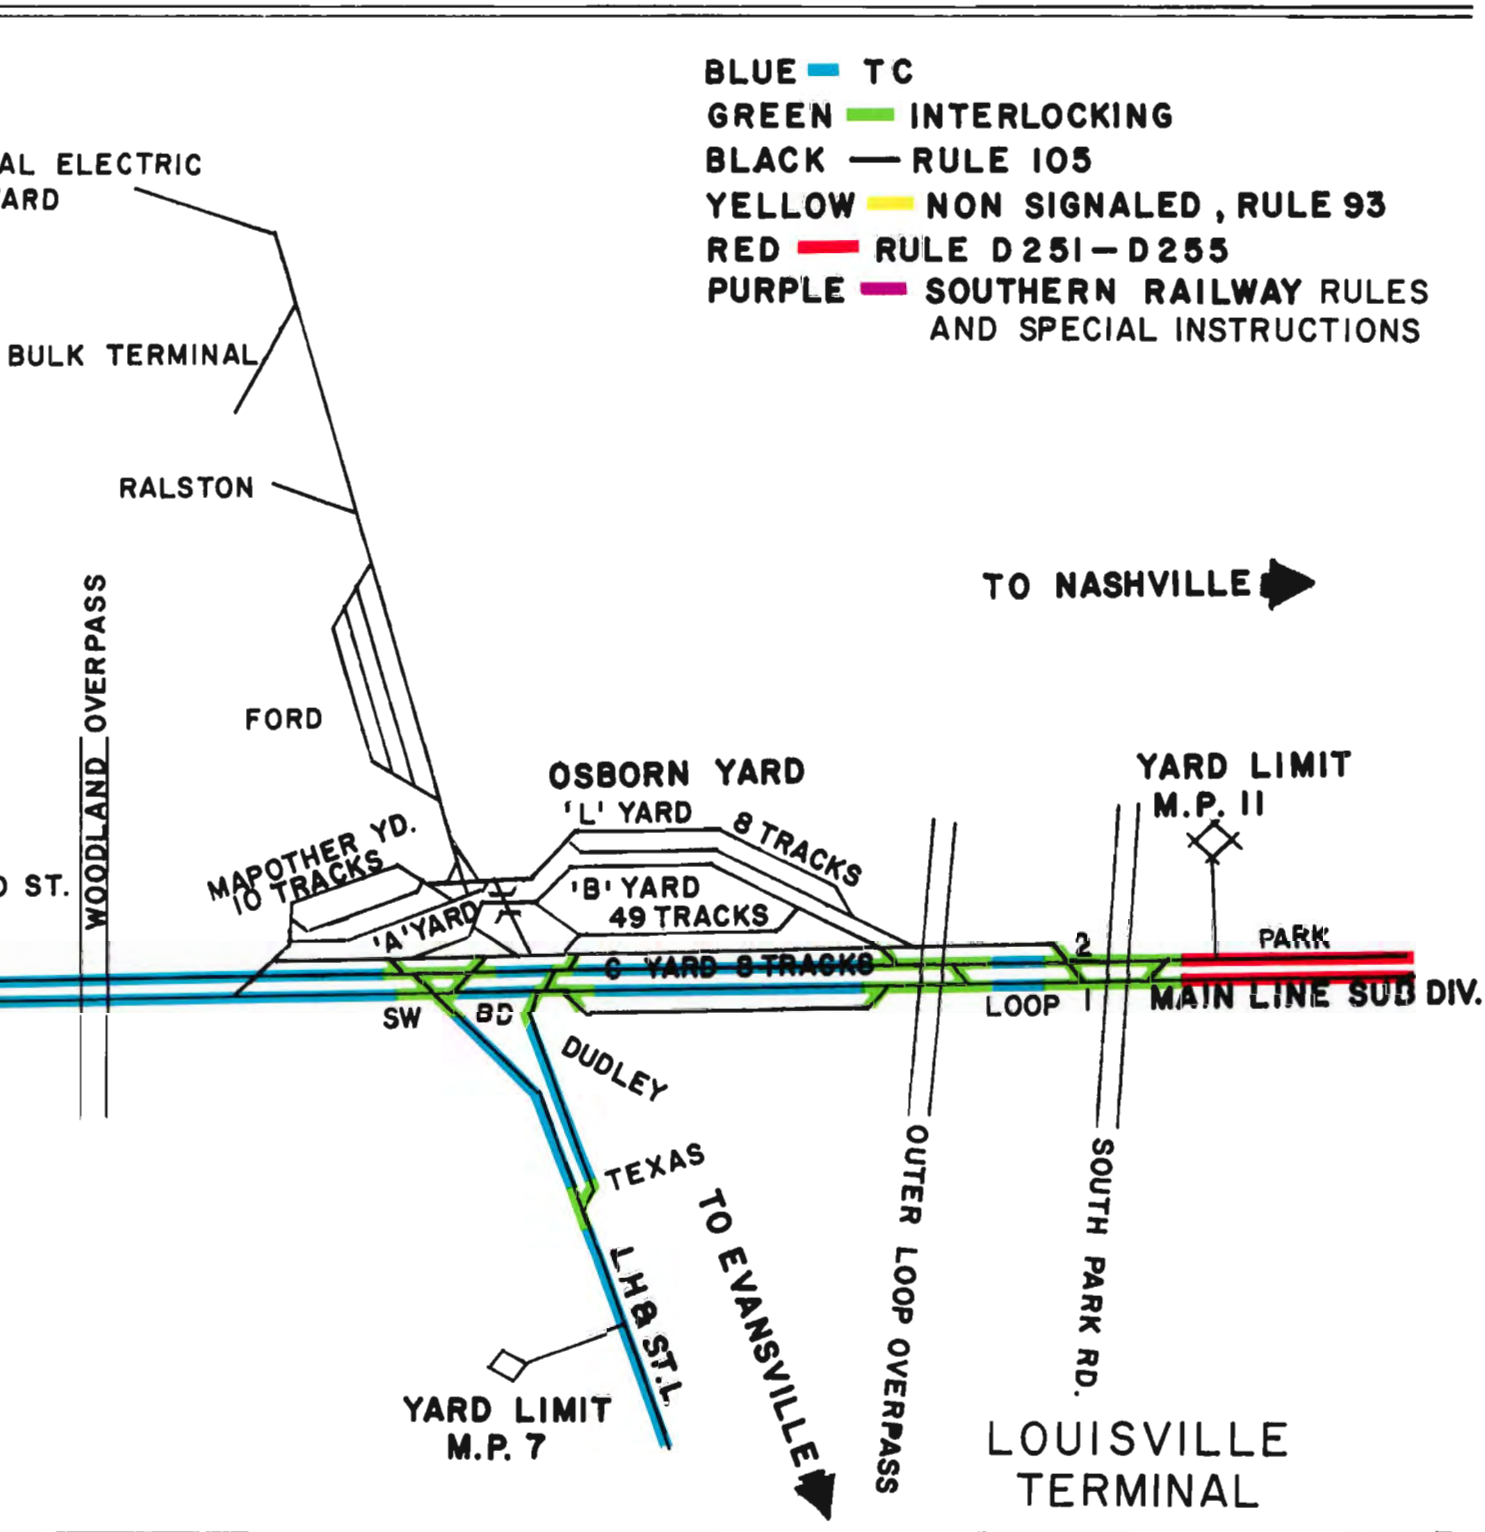 BLUE TC
GREEN INTERLOCKING
BLACK RULE 105
YELLOW NON SIGNALED, RULE 93
RED RULE D251-D255
PURPLE SOUTHERN RAILWAY RULES
AND SPECIAL INSTRUCTIONS
AL ELECTRIC
ARD
BULK TERMINAL
RALSTON
WOODLAND OVERPASS
TO NASHVILLE
FORD
OSBORN YARD
'L' YARD
8 TRACKS
YARD LIMIT
M.P. 11
MAPOTHER YD.
10 TRACKS
ST.
'B' YARD
49 TRACKS
'A' YARD
C YARD 8 TRACKS
2
PARK
SW
BD
LOOP
1
MAIN LINE SUB DIV.
DUDLEY
TEXAS
TO EVANSVILLE
OUTER LOOP OVERPASS
SOUTH PARK RD.
L H & ST.L
YARD LIMIT
M.P. 7
LOUISVILLE
TERMINAL